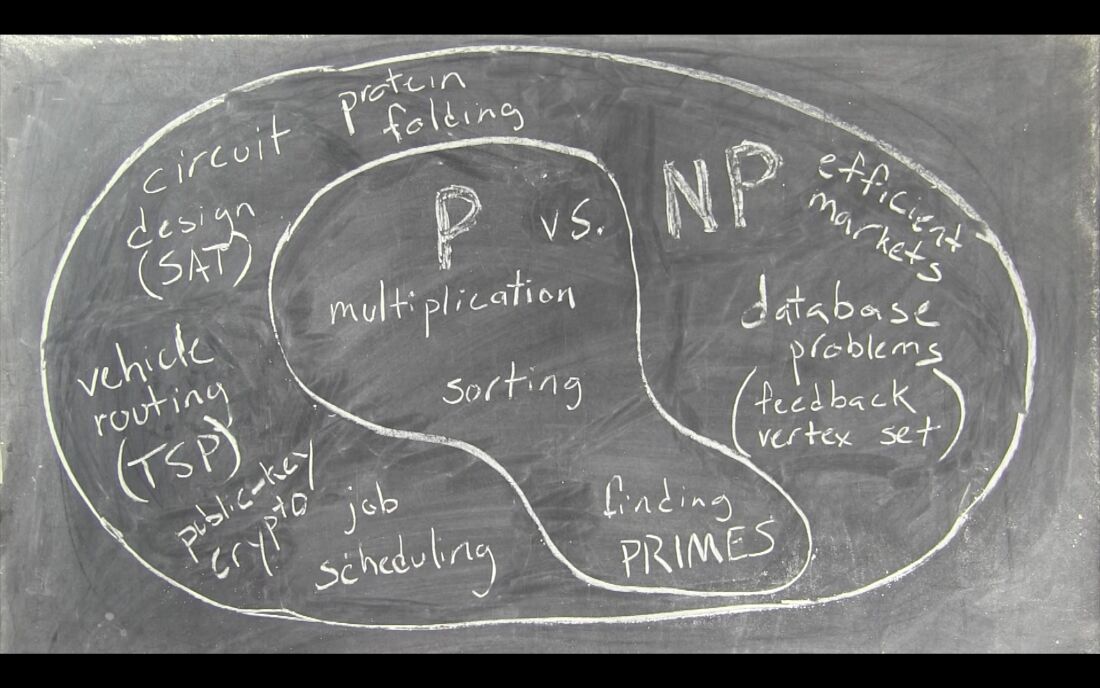 protein
folding
circuit
design
(SAT)
P vs. NP
efficient
markets
multiplication
sorting
database
problems
(feedback
vertex set)
vehicle
routing
(TSP)
public-key
crypto
job
scheduling
finding
PRIMES